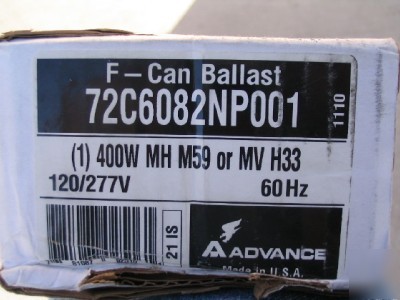 F-Can Ballast
72C6082NP001
1110
(1) 400W MH M59 or MV H33
120/277V
60 Hz
21 IS
ADVANCE
Made in U.S.A.